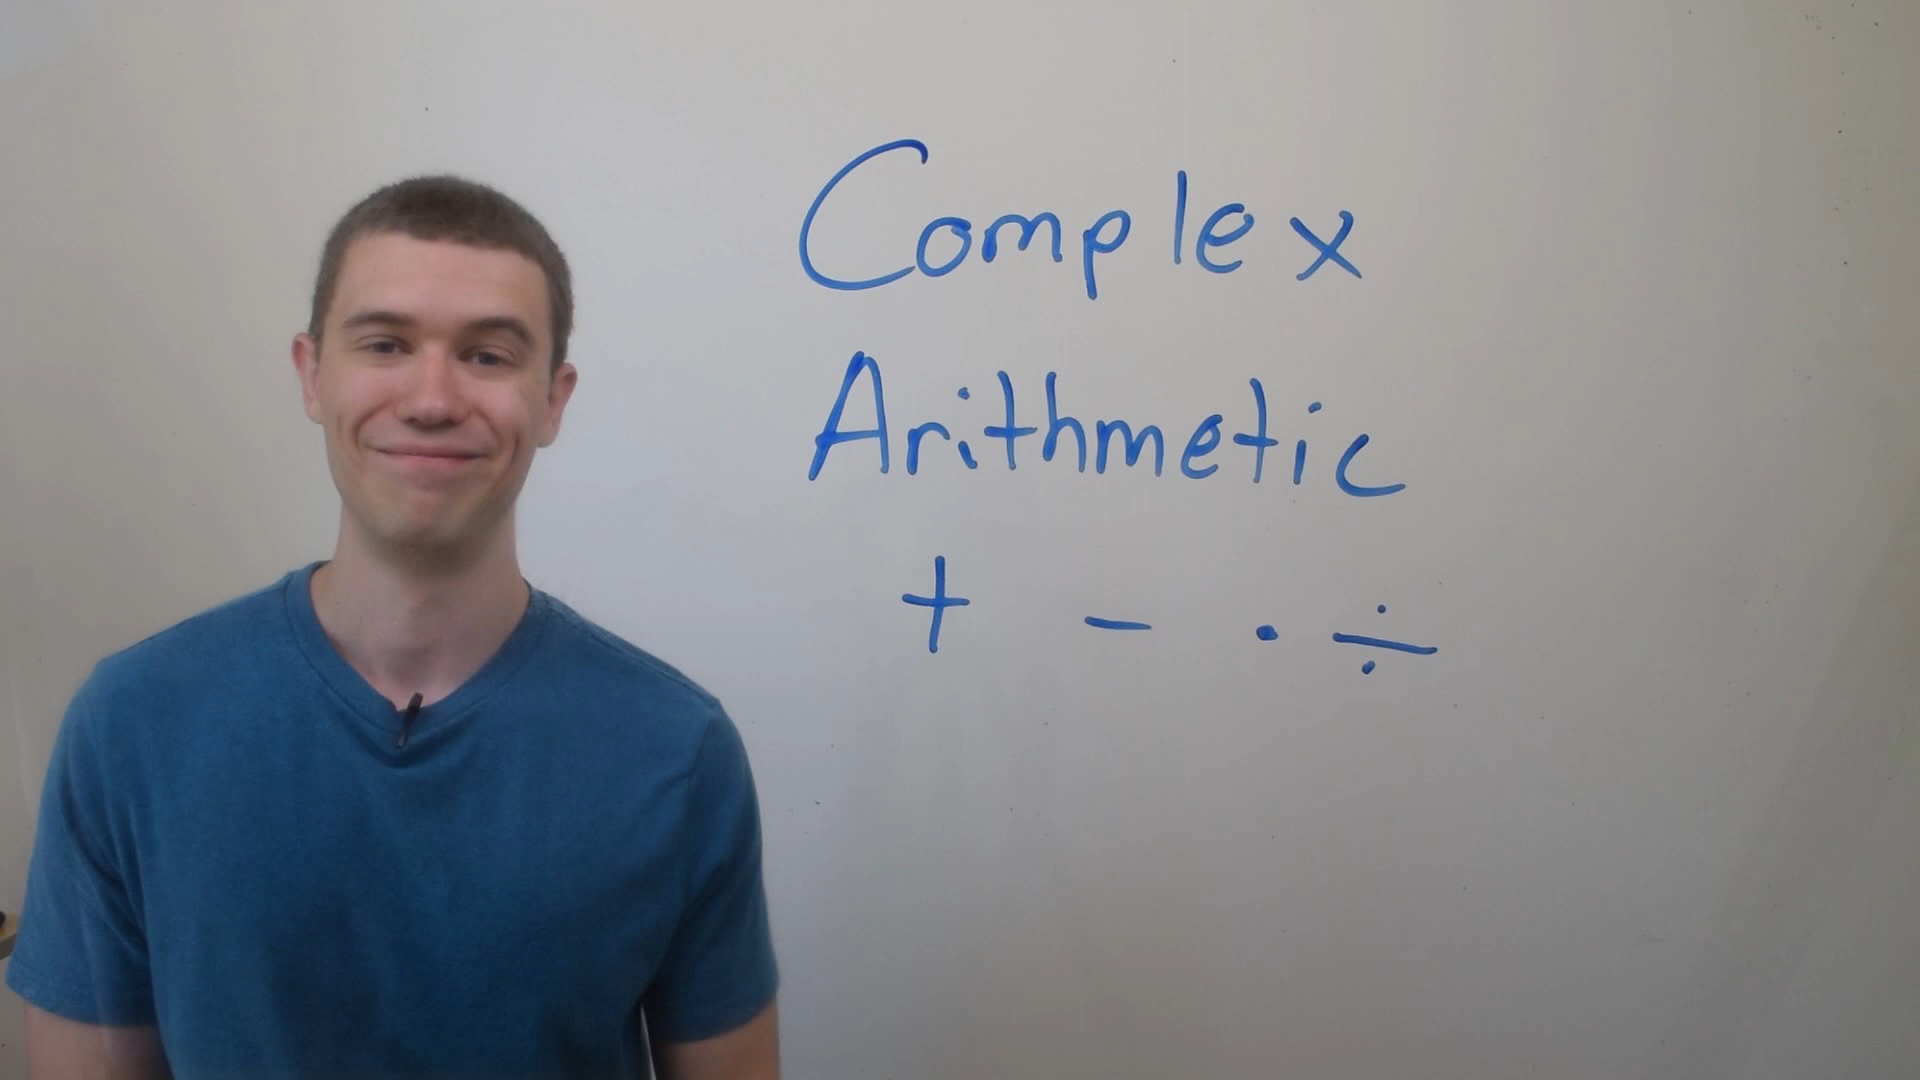 Complex
Arithmetic
+ - · ÷